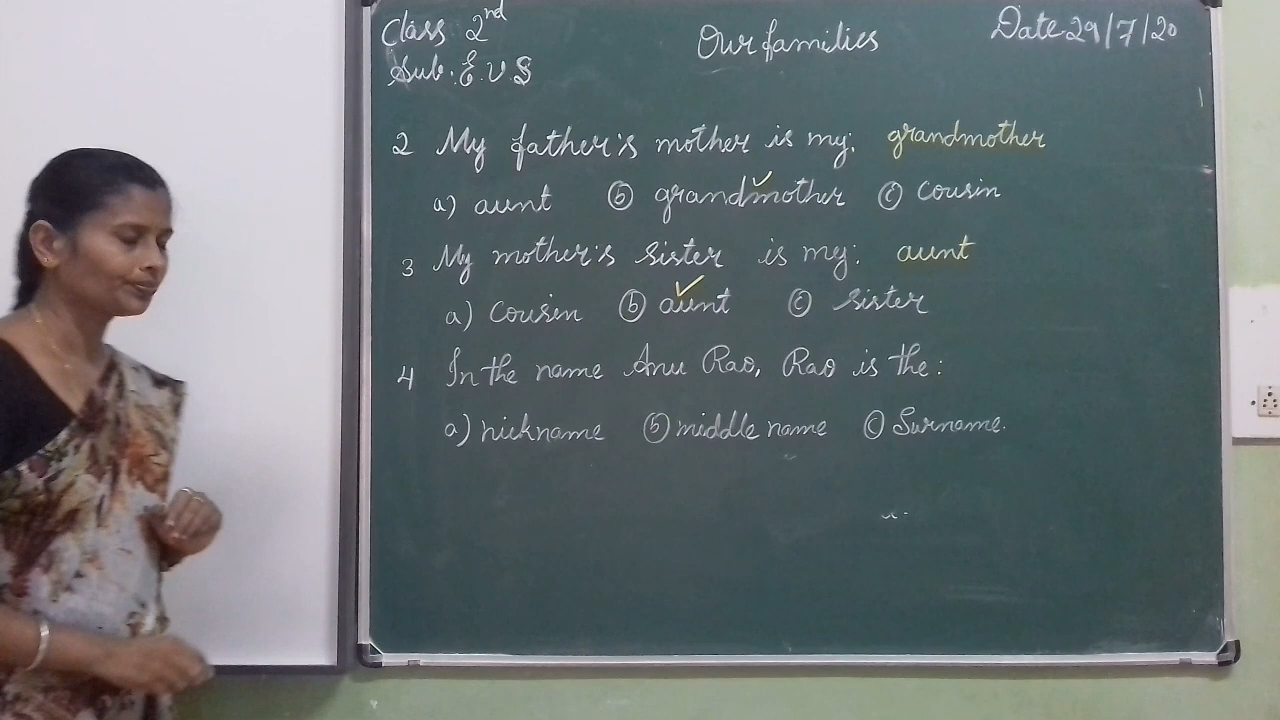 Class 2nd
Our families
Date 29/7/20
Sub. E.V.S
2 My father's mother is my: grandmother
a) aunt (b) grandmother (c) cousin
3 My mother's sister is my: aunt
a) cousin (b) aunt (c) sister
4 In the name Anu Rao, Rao is the:
a) nickname (b) middle name (c) Surname.